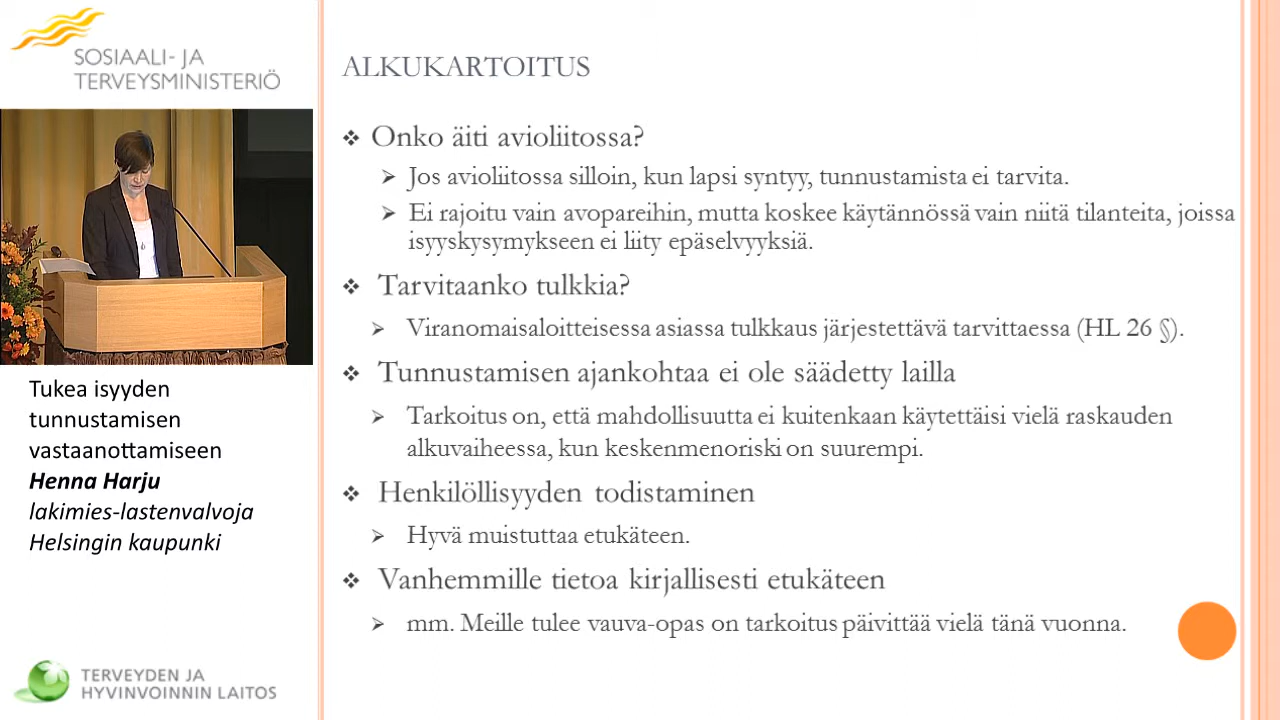 SOSIAALI- JA
TERVEYSMINISTERIÖ
Tukea isyyden
tunnustamisen
vastaanottamiseen
Henna Harju
lakimies-lastenvalvoja
Helsingin kaupunki
TERVEYDEN JA
HYVINVOINNIN LAITOS
ALKUKARTOITUS
Onko äiti avioliitossa?
Jos avioliitossa silloin, kun lapsi syntyy, tunnustamista ei tarvita.
Ei rajoitu vain avopareihin, mutta koskee käytännössä vain niitä tilanteita, joissa
isyyskysymykseen ei liity epäselvyyksiä.
Tarvitaanko tulkkia?
Viranomaisaloitteisessa asiassa tulkkaus järjestettävä tarvittaessa (HL 26 §).
Tunnustamisen ajankohtaa ei ole säädetty lailla
Tarkoitus on, että mahdollisuutta ei kuitenkaan käytettäisi vielä raskauden
alkuvaiheessa, kun keskenmenoriski on suurempi.
Henkilöllisyyden todistaminen
Hyvä muistuttaa etukäteen.
Vanhemmille tietoa kirjallisesti etukäteen
mm. Meille tulee vauva-opas on tarkoitus päivittää vielä tänä vuonna.